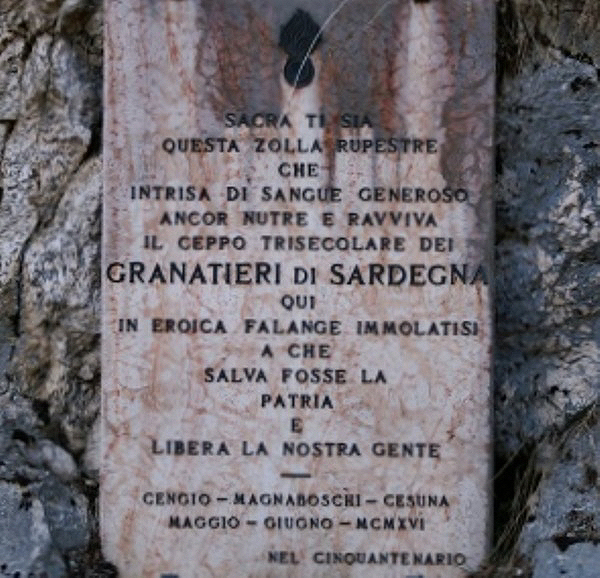 SACRA TI SIA
QUESTA ZOLLA RUPESTRE
CHE
INTRISA DI SANGUE GENEROSO
ANCOR NUTRE E RAVVIVA
IL CEPPO TRISECOLARE DEI
GRANATIERI DI SARDEGNA
QUI
IN EROICA FALANGE IMMOLATISI
A CHE
SALVA FOSSE LA
PATRIA
E
LIBERA LA NOSTRA GENTE
—
CENGIO – MAGNABOSCHI – CESUNA
MAGGIO – GIUGNO – MCMXVI
NEL CINQUANTENARIO